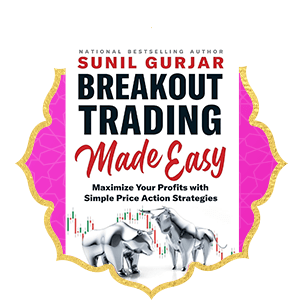 NATIONAL BESTSELLING AUTHOR
SUNIL GURJAR
BREAKOUT
TRADING
Made Easy
Maximize Your Profits with
Simple Price Action Strategies